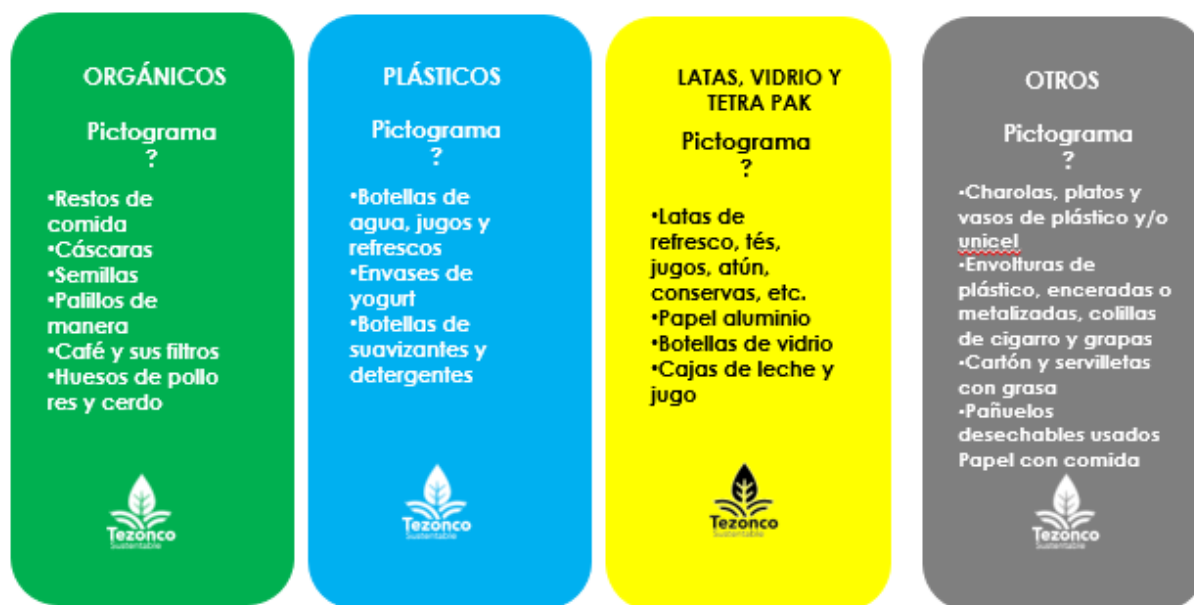 ORGÁNICOS
Pictograma
?
•Restos de
comida
•Cáscaras
•Semillas
•Palillos de
manera
•Café y sus filtros
•Huesos de pollo
res y cerdo
Tezonco
Sustentable
PLÁSTICOS
Pictograma
?
•Botellas de
agua, jugos y
refrescos
•Envases de
yogurt
•Botellas de
suavizantes y
detergentes
Tezonco
Sustentable
LATAS, VIDRIO Y
TETRA PAK
Pictograma
?
•Latas de
refresco, tés,
jugos, atún,
conservas, etc.
•Papel aluminio
•Botellas de vidrio
•Cajas de leche y
jugo
Tezonco
Sustentable
OTROS
Pictograma
?
•Charolas, platos y
vasos de plástico y/o
unicel
•Envolturas de
plástico, enceradas o
metalizadas, colillas
de cigarro y grapas
•Cartón y servilletas
con grasa
•Pañuelos
desechables usados
Papel con comida
Tezonco
Sustentable